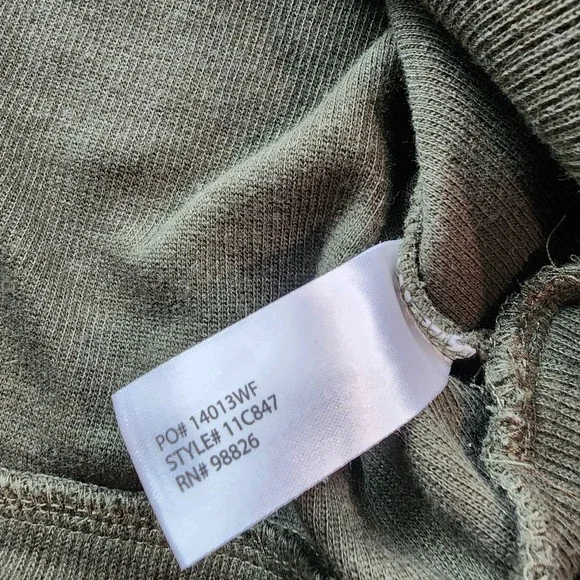 PO# 14013WF
STYLE# 11C847
RN# 98826